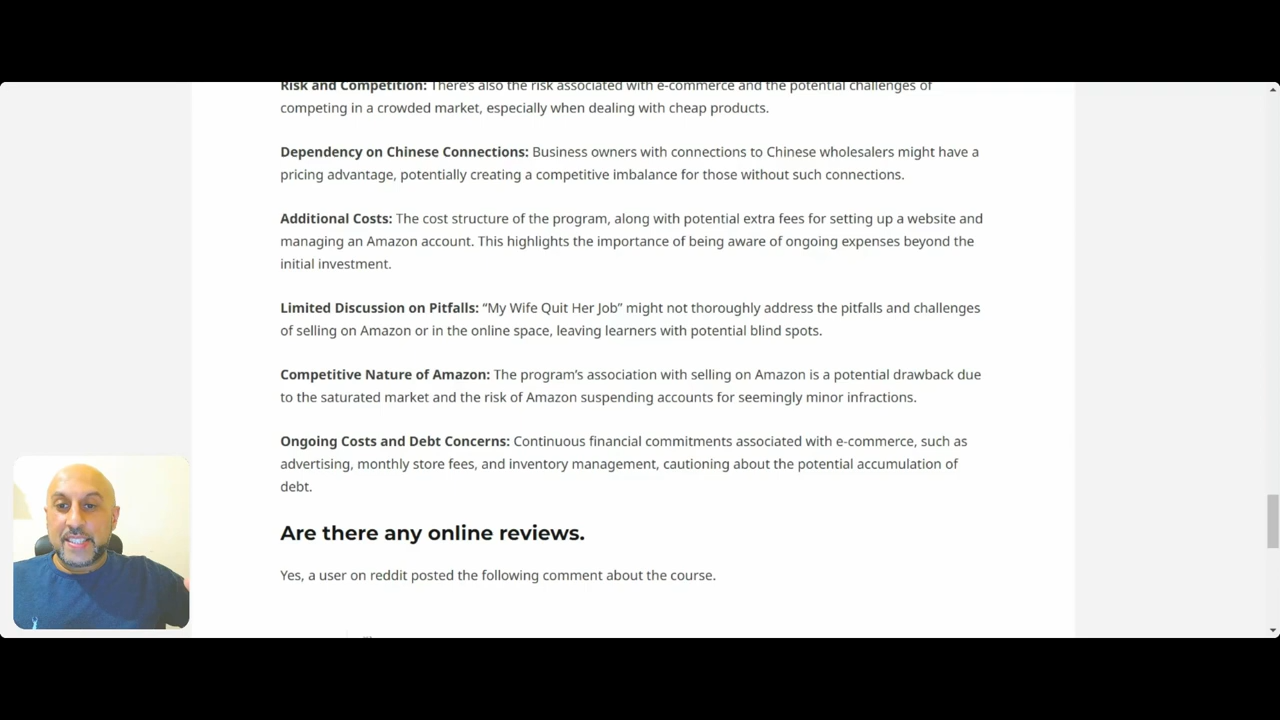 Risk and Competition: There's also the risk associated with e-commerce and the potential challenges of
competing in a crowded market, especially when dealing with cheap products.
Dependency on Chinese Connections: Business owners with connections to Chinese wholesalers might have a
pricing advantage, potentially creating a competitive imbalance for those without such connections.
Additional Costs: The cost structure of the program, along with potential extra fees for setting up a website and
managing an Amazon account. This highlights the importance of being aware of ongoing expenses beyond the
initial investment.
Limited Discussion on Pitfalls: “My Wife Quit Her Job” might not thoroughly address the pitfalls and challenges
of selling on Amazon or in the online space, leaving learners with potential blind spots.
Competitive Nature of Amazon: The program's association with selling on Amazon is a potential drawback due
to the saturated market and the risk of Amazon suspending accounts for seemingly minor infractions.
Ongoing Costs and Debt Concerns: Continuous financial commitments associated with e-commerce, such as
advertising, monthly store fees, and inventory management, cautioning about the potential accumulation of
debt.
Are there any online reviews.
Yes, a user on reddit posted the following comment about the course.